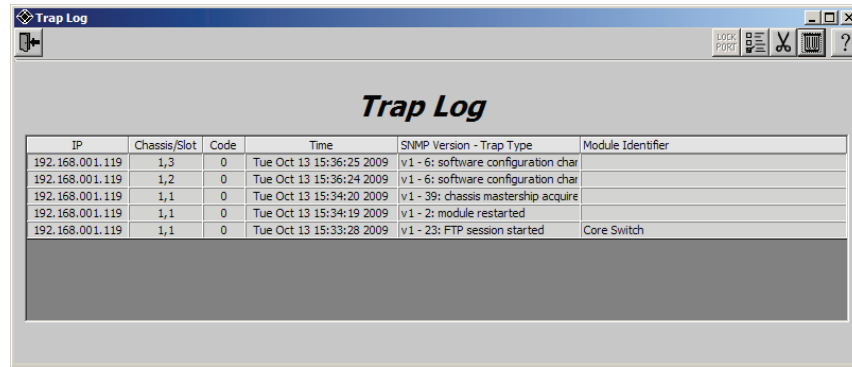 Trap Log
LOCK PORT ?
Trap Log
IP Chassis/Slot Code Time SNMP Version - Trap Type Module Identifier
192.168.001.119 1,3 0 Tue Oct 13 15:36:25 2009 v1 - 6: software configuration char
192.168.001.119 1,2 0 Tue Oct 13 15:36:24 2009 v1 - 6: software configuration char
192.168.001.119 1,1 0 Tue Oct 13 15:34:20 2009 v1 - 39: chassis mastership acquire
192.168.001.119 1,1 0 Tue Oct 13 15:34:19 2009 v1 - 2: module restarted
192.168.001.119 1,1 0 Tue Oct 13 15:33:28 2009 v1 - 23: FTP session started Core Switch